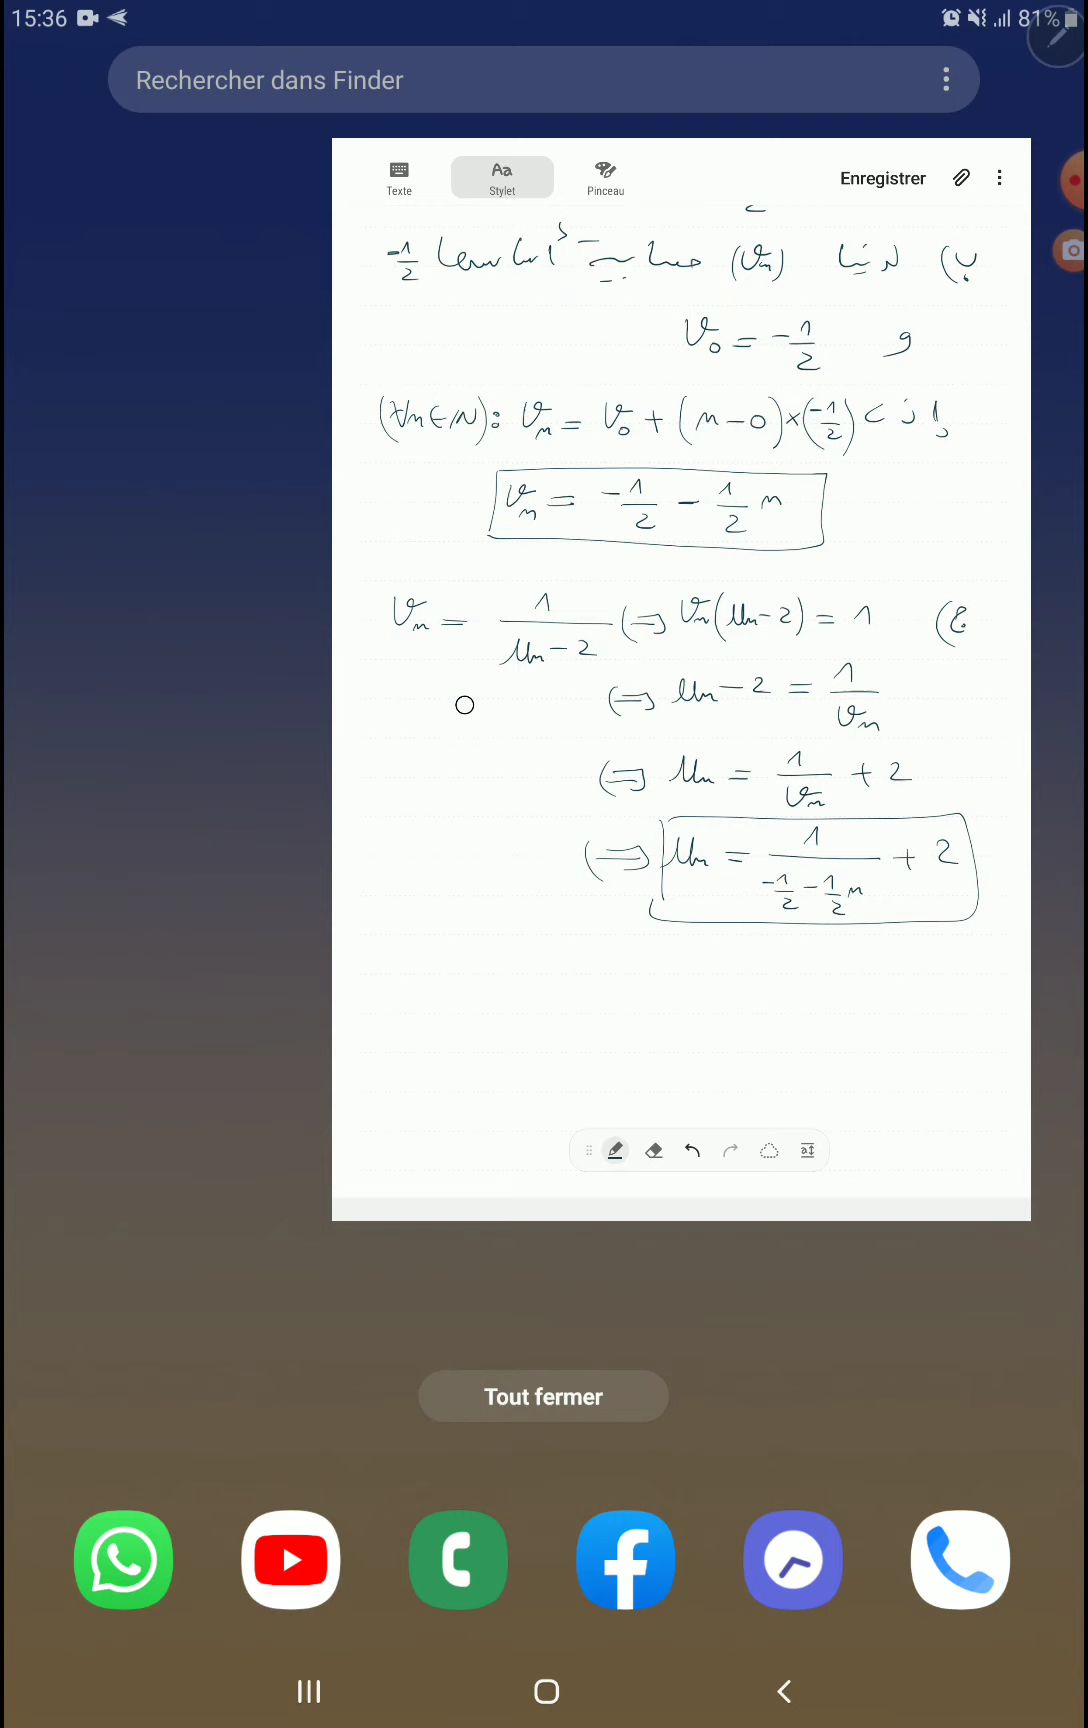 15:36 81%
Rechercher dans Finder
Texte Stylet Pinceau Enregistrer
ب) لدينا (vₙ) حسابية أساسها -1/2
و v₀ = -1/2
إذن (∀n∈ℕ): vₙ = v₀ + (n-0)×(-1/2)
vₙ = -1/2 - 1/2 n
ج) vₙ = 1/(uₙ-2) ⇔ vₙ(uₙ-2) = 1
⇔ uₙ-2 = 1/vₙ
⇔ uₙ = 1/vₙ + 2
⇔ uₙ = 1/(-1/2 - 1/2 n) + 2
Tout fermer